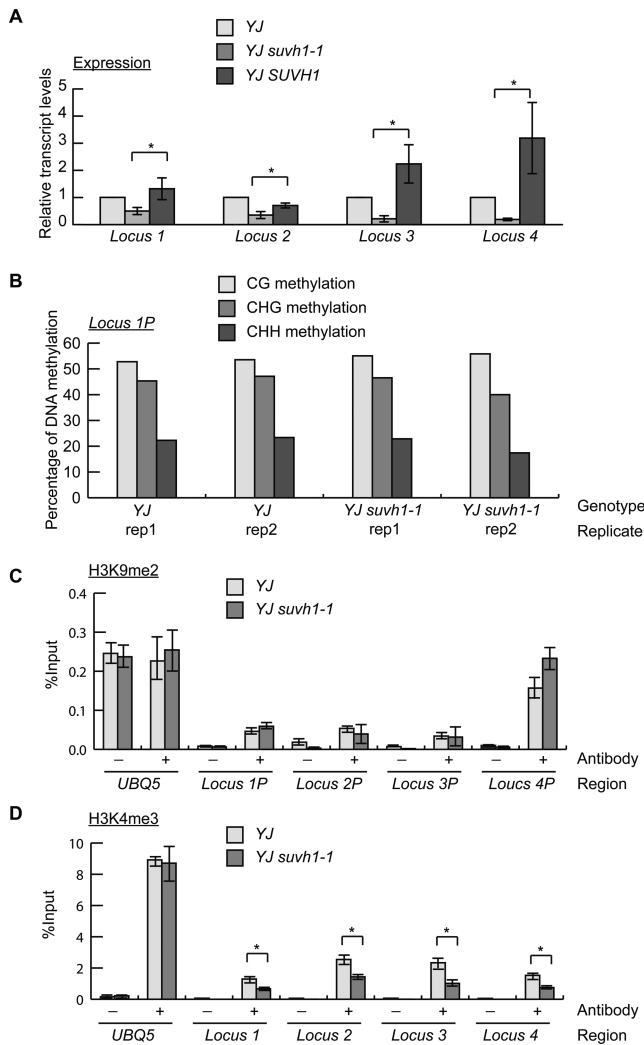 A
YJ
YJ suvh1-1
YJ SUVH1
Expression
Relative transcript levels
5
4
3
2
1
0
*
*
*
*
Locus 1
Locus 2
Locus 3
Locus 4
B
CG methylation
CHG methylation
CHH methylation
Locus 1P
Percentage of DNA methylation
60
50
40
30
20
10
0
YJ YJ YJ suvh1-1 YJ suvh1-1 Genotype
rep1 rep2 rep1 rep2 Replicate
C
H3K9me2
YJ
YJ suvh1-1
%Input
0.4
0.3
0.2
0.1
0.0
– + – + – + – + – + Antibody
UBQ5 Locus 1P Locus 2P Locus 3P Loucs 4P Region
D
H3K4me3
YJ
YJ suvh1-1
%Input
10
8
6
4
2
0
*
*
*
*
– + – + – + – + – + Antibody
UBQ5 Locus 1 Locus 2 Locus 3 Locus 4 Region